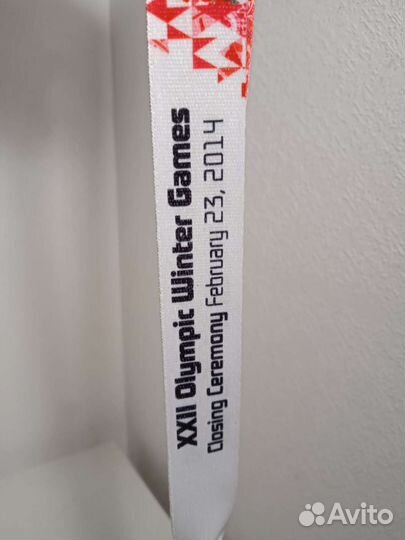 XXII Olympic Winter Games
Closing Ceremony February 23, 2014
Avito